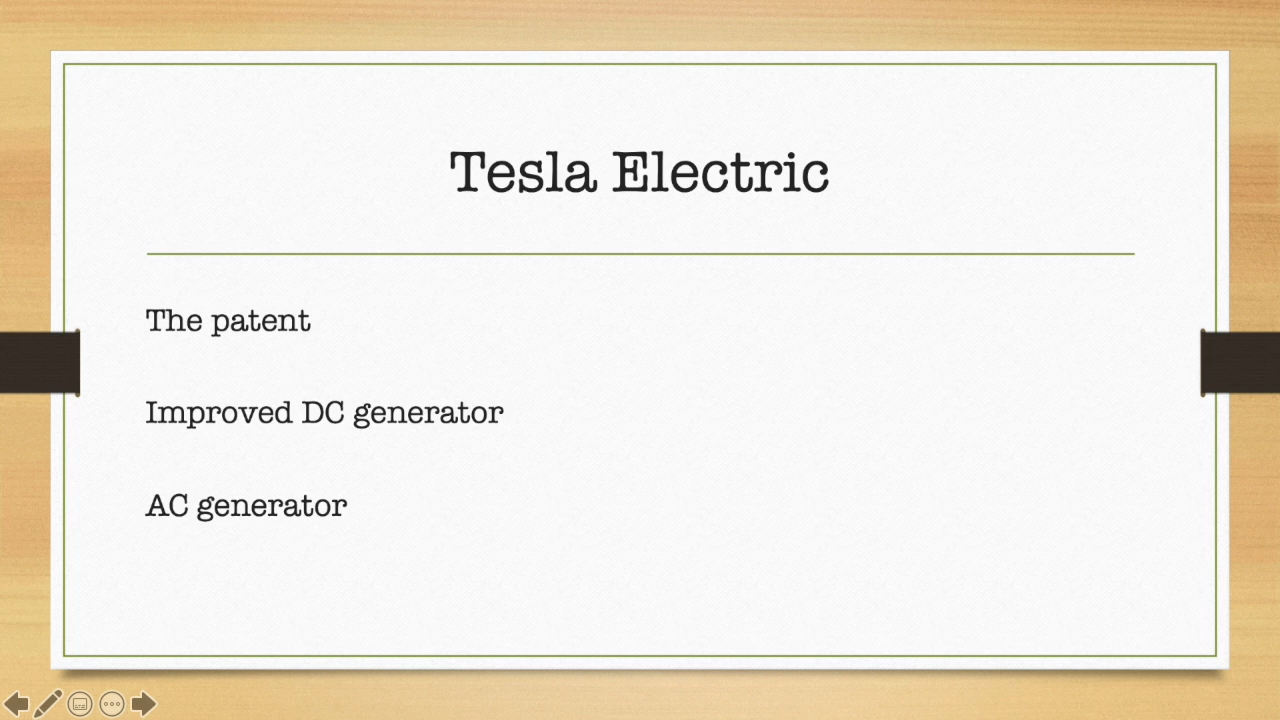 Tesla Electric
The patent
Improved DC generator
AC generator